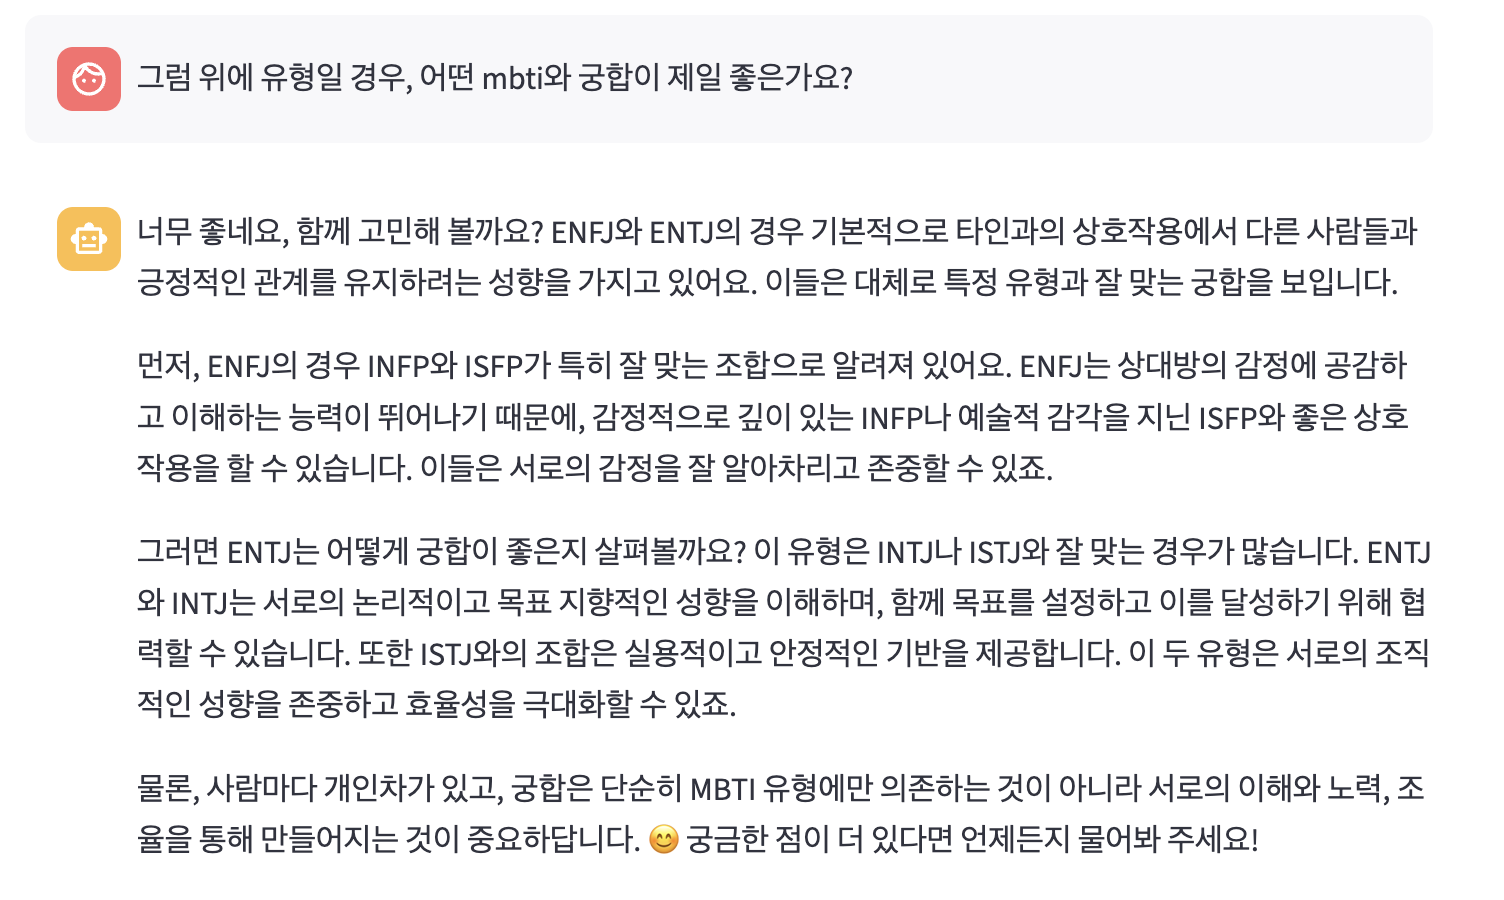 그럼 위에 유형일 경우, 어떤 mbti와 궁합이 제일 좋은가요?
너무 좋네요, 함께 고민해 볼까요? ENFJ와 ENTJ의 경우 기본적으로 타인과의 상호작용에서 다른 사람들과
긍정적인 관계를 유지하려는 성향을 가지고 있어요. 이들은 대체로 특정 유형과 잘 맞는 궁합을 보입니다.
먼저, ENFJ의 경우 INFP와 ISFP가 특히 잘 맞는 조합으로 알려져 있어요. ENFJ는 상대방의 감정에 공감하
고 이해하는 능력이 뛰어나기 때문에, 감정적으로 깊이 있는 INFP나 예술적 감각을 지닌 ISFP와 좋은 상호
작용을 할 수 있습니다. 이들은 서로의 감정을 잘 알아차리고 존중할 수 있죠.
그러면 ENTJ는 어떻게 궁합이 좋은지 살펴볼까요? 이 유형은 INTJ나 ISTJ와 잘 맞는 경우가 많습니다. ENTJ
와 INTJ는 서로의 논리적이고 목표 지향적인 성향을 이해하며, 함께 목표를 설정하고 이를 달성하기 위해 협
력할 수 있습니다. 또한 ISTJ와의 조합은 실용적이고 안정적인 기반을 제공합니다. 이 두 유형은 서로의 조직
적인 성향을 존중하고 효율성을 극대화할 수 있죠.
물론, 사람마다 개인차가 있고, 궁합은 단순히 MBTI 유형에만 의존하는 것이 아니라 서로의 이해와 노력, 조
율을 통해 만들어지는 것이 중요하답니다. 😊 궁금한 점이 더 있다면 언제든지 물어봐 주세요!